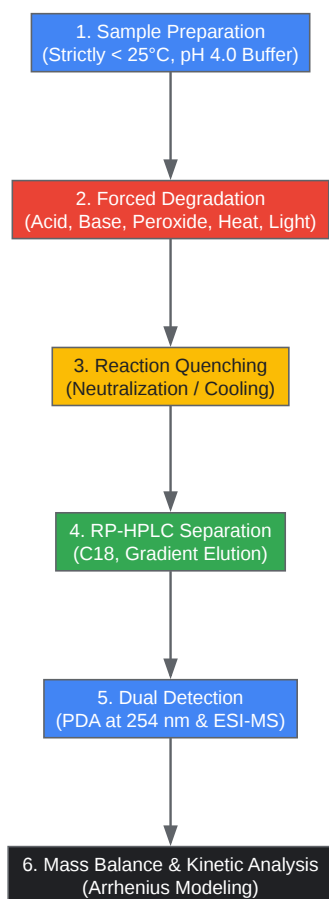 1. Sample Preparation
(Strictly < 25°C, pH 4.0 Buffer)
2. Forced Degradation
(Acid, Base, Peroxide, Heat, Light)
3. Reaction Quenching
(Neutralization / Cooling)
4. RP-HPLC Separation
(C18, Gradient Elution)
5. Dual Detection
(PDA at 254 nm & ESI-MS)
6. Mass Balance & Kinetic Analysis
(Arrhenius Modeling)